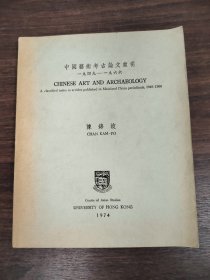 中國藝術考古論文索引
一九四九—一九六六
CHINESE ART AND ARCHAEOLOGY
A classified index to articles published in Mainland China periodicals, 1949-1966
陳錦波
CHAN KAM-PO
Centre of Asian Studies
UNIVERSITY OF HONG KONG
1974